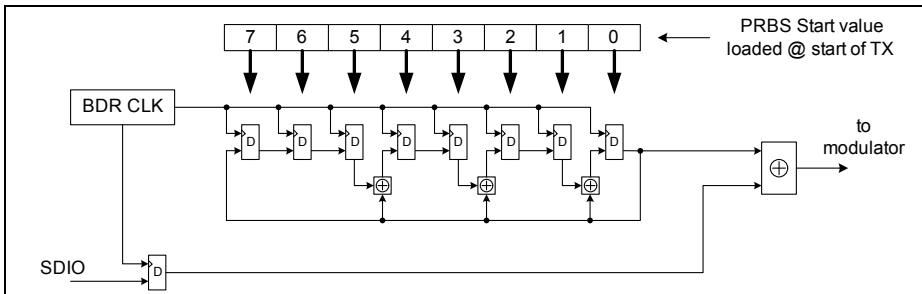 7 6 5 4 3 2 1 0
PRBS Start value
loaded @ start of TX
BDR CLK
D D D D D D D D
to
modulator
SDIO
D